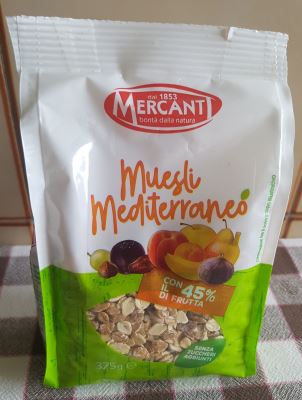 dal 1853
MERCANTI
bontà dalla natura
Muesli
Mediterraneo
CON
IL 45%
DI FRUTTA
SENZA
ZUCCHERI
AGGIUNTI
375g e